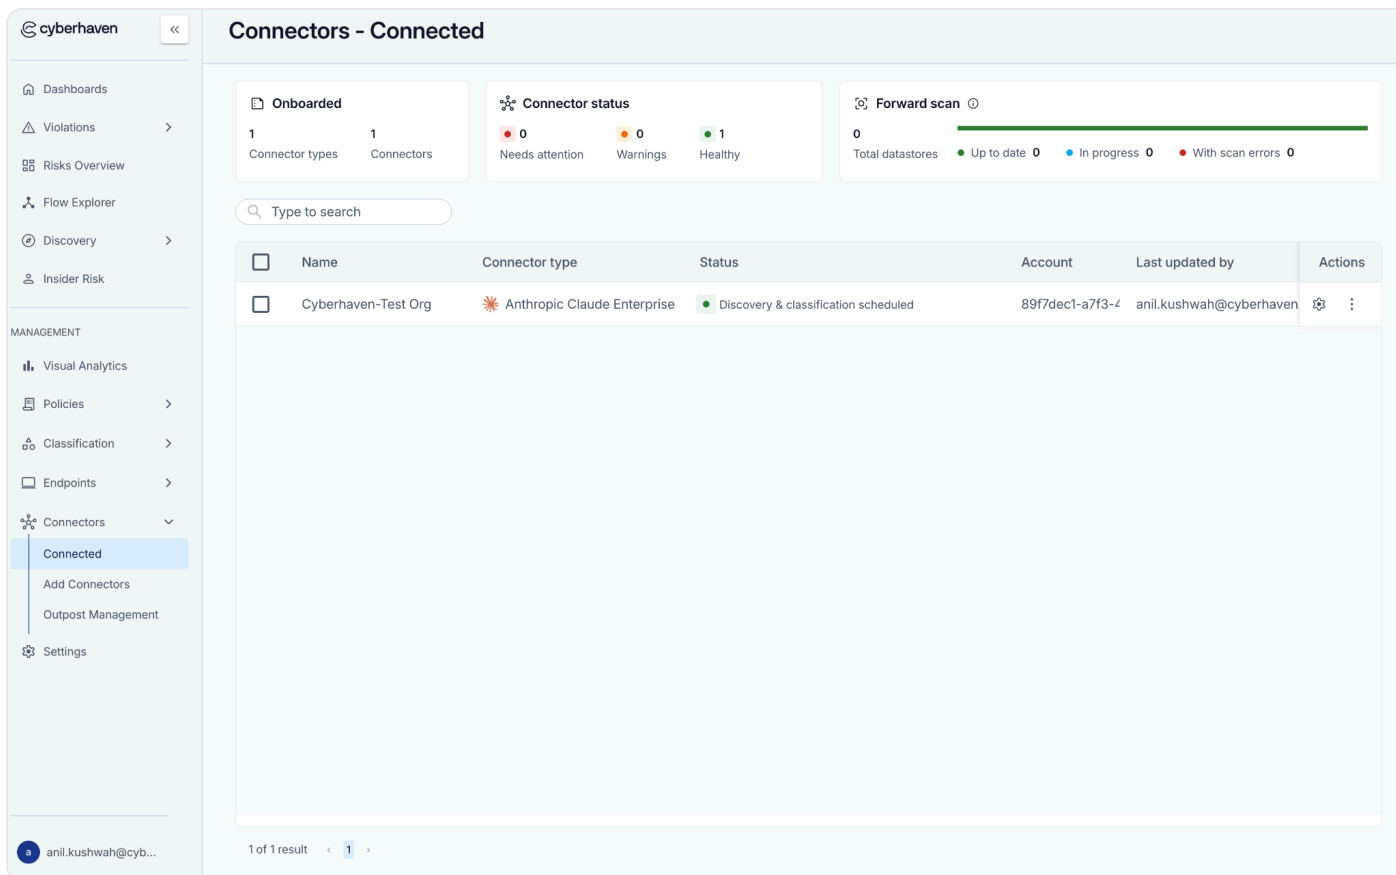 cyberhaven
Connectors - Connected
Dashboards
Violations
Risks Overview
Flow Explorer
Discovery
Insider Risk
MANAGEMENT
Visual Analytics
Policies
Classification
Endpoints
Connectors
Connected
Add Connectors
Outpost Management
Settings
a anil.kushwah@cyb...
Onboarded
1 1
Connector types Connectors
Connector status
0 0 1
Needs attention Warnings Healthy
Forward scan
0
Total datastores Up to date 0 In progress 0 With scan errors 0
Type to search
Name Connector type Status Account Last updated by Actions
Cyberhaven-Test Org Anthropic Claude Enterprise Discovery & classification scheduled 89f7dec1-a7f3- anil.kushwah@cyberhaven
1 of 1 result ‹ 1 ›